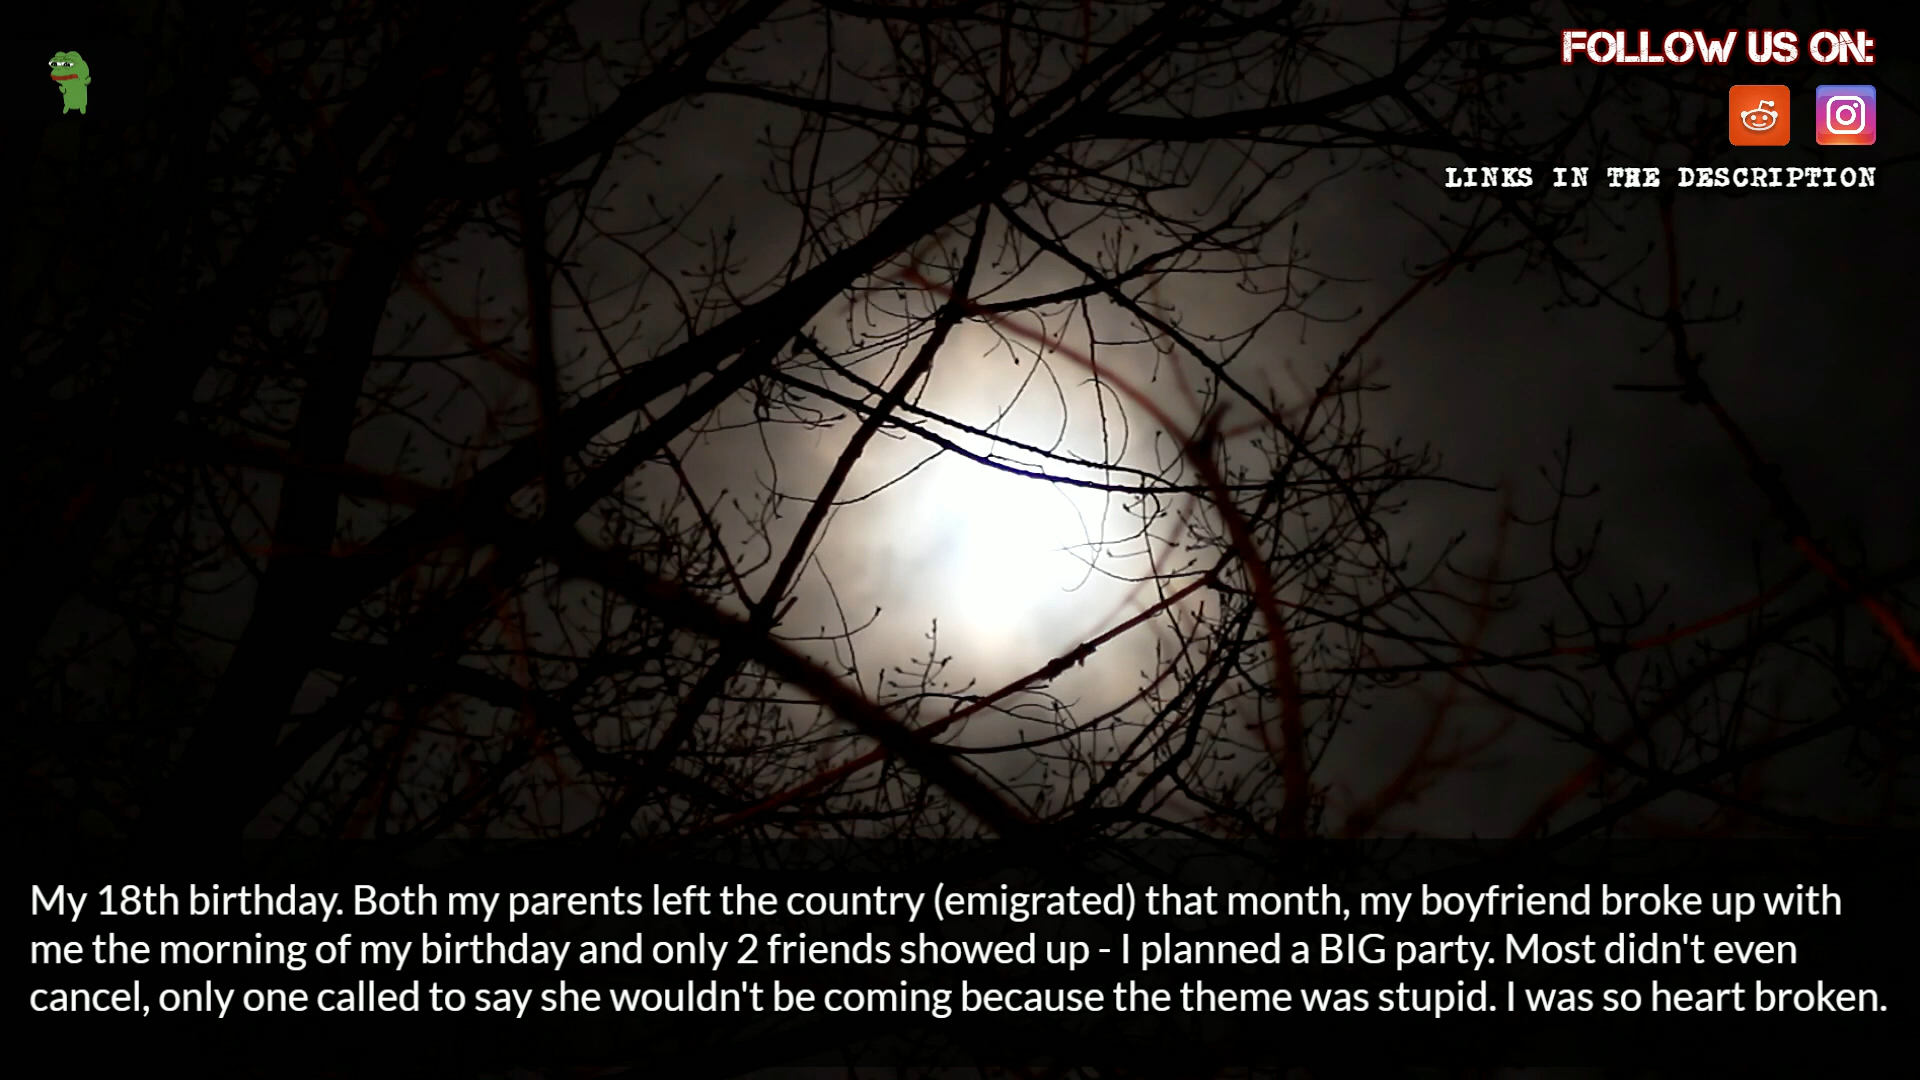 FOLLOW US ON:
LINKS IN THE DESCRIPTION
My 18th birthday. Both my parents left the country (emigrated) that month, my boyfriend broke up with
me the morning of my birthday and only 2 friends showed up - I planned a BIG party. Most didn't even
cancel, only one called to say she wouldn't be coming because the theme was stupid. I was so heart broken.